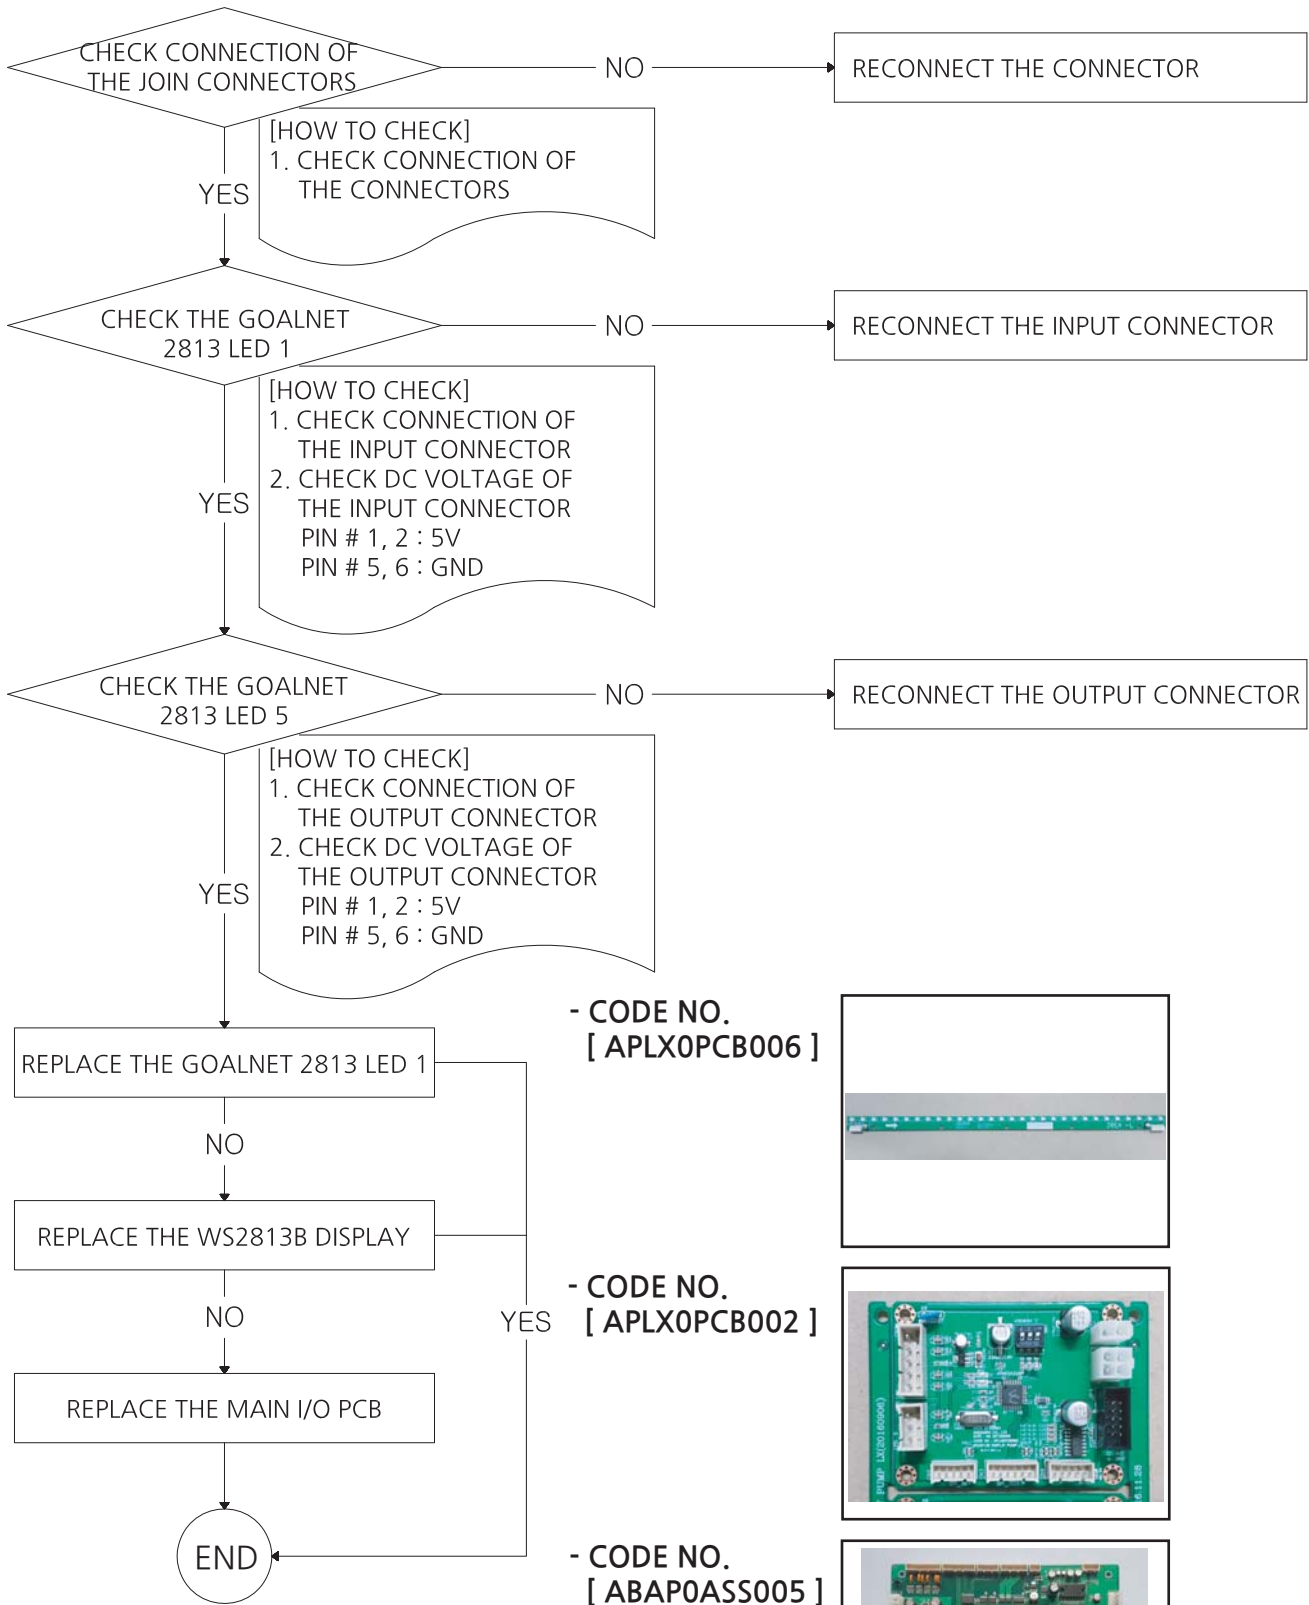 CHECK CONNECTION OF
THE JOIN CONNECTORS
NO
RECONNECT THE CONNECTOR
[HOW TO CHECK]
1. CHECK CONNECTION OF
THE CONNECTORS
YES
CHECK THE GOALNET
2813 LED 1
NO
RECONNECT THE INPUT CONNECTOR
[HOW TO CHECK]
1. CHECK CONNECTION OF
THE INPUT CONNECTOR
2. CHECK DC VOLTAGE OF
THE INPUT CONNECTOR
PIN # 1, 2 : 5V
PIN # 5, 6 : GND
YES
CHECK THE GOALNET
2813 LED 5
NO
RECONNECT THE OUTPUT CONNECTOR
[HOW TO CHECK]
1. CHECK CONNECTION OF
THE OUTPUT CONNECTOR
2. CHECK DC VOLTAGE OF
THE OUTPUT CONNECTOR
PIN # 1, 2 : 5V
PIN # 5, 6 : GND
YES
- CODE NO.
[ APLX0PCB006 ]
REPLACE THE GOALNET 2813 LED 1
NO
REPLACE THE WS2813B DISPLAY
NO
YES
- CODE NO.
[ APLX0PCB002 ]
PUMP LX(20160906)
6.11.28
REPLACE THE MAIN I/O PCB
END
- CODE NO.
[ ABAP0ASS005 ]